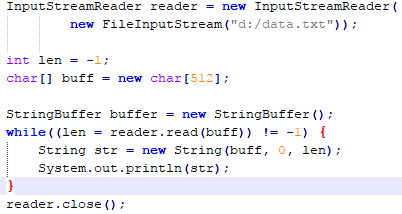 InputStreamReader reader = new InputStreamReader(
new FileInputStream("d:/data.txt"));
int len = -1;
char[] buff = new char[512];
StringBuffer buffer = new StringBuffer();
while((len = reader.read(buff)) != -1) {
String str = new String(buff, 0, len);
System.out.println(str);
}
reader.close();